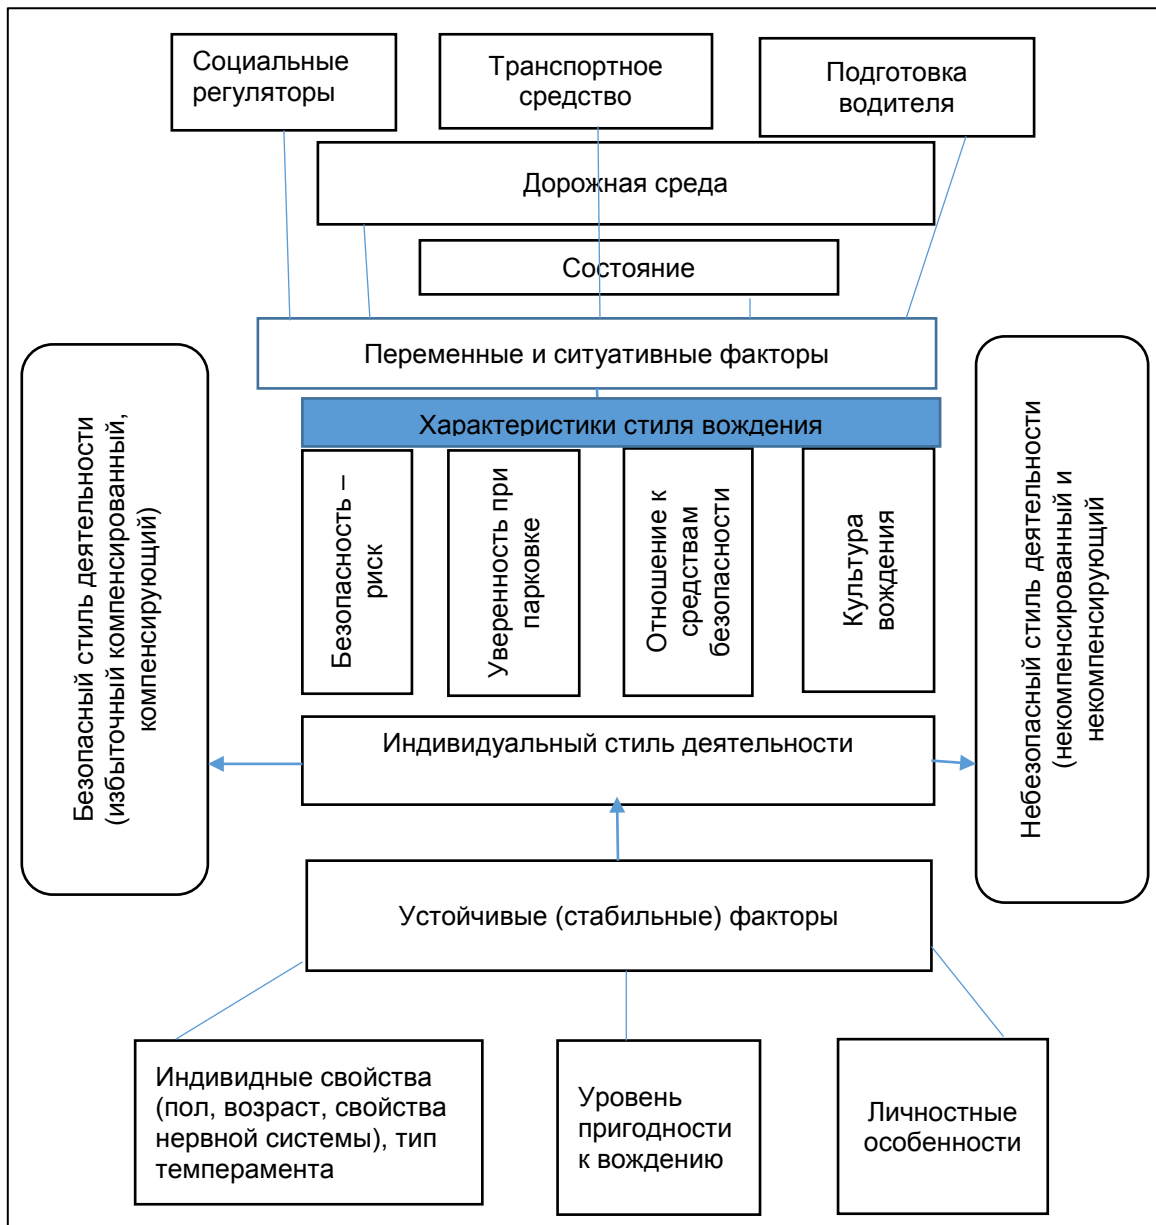 Социальные
регуляторы
Транспортное
средство
Подготовка
водителя
Дорожная среда
Состояние
Переменные и ситуативные факторы
Характеристики стиля вождения
Безопасный стиль деятельности
(избыточный компенсированный,
компенсирующий)
Безопасность –
риск
Уверенность при
парковке
Отношение к
средствам
безопасности
Культура
вождения
Небезопасный стиль деятельности
(некомпенсированный и
некомпенсирующий
Индивидуальный стиль деятельности
Устойчивые (стабильные) факторы
Индивидные свойства
(пол, возраст, свойства
нервной системы), тип
темперамента
Уровень
пригодности
к вождению
Личностные
особенности